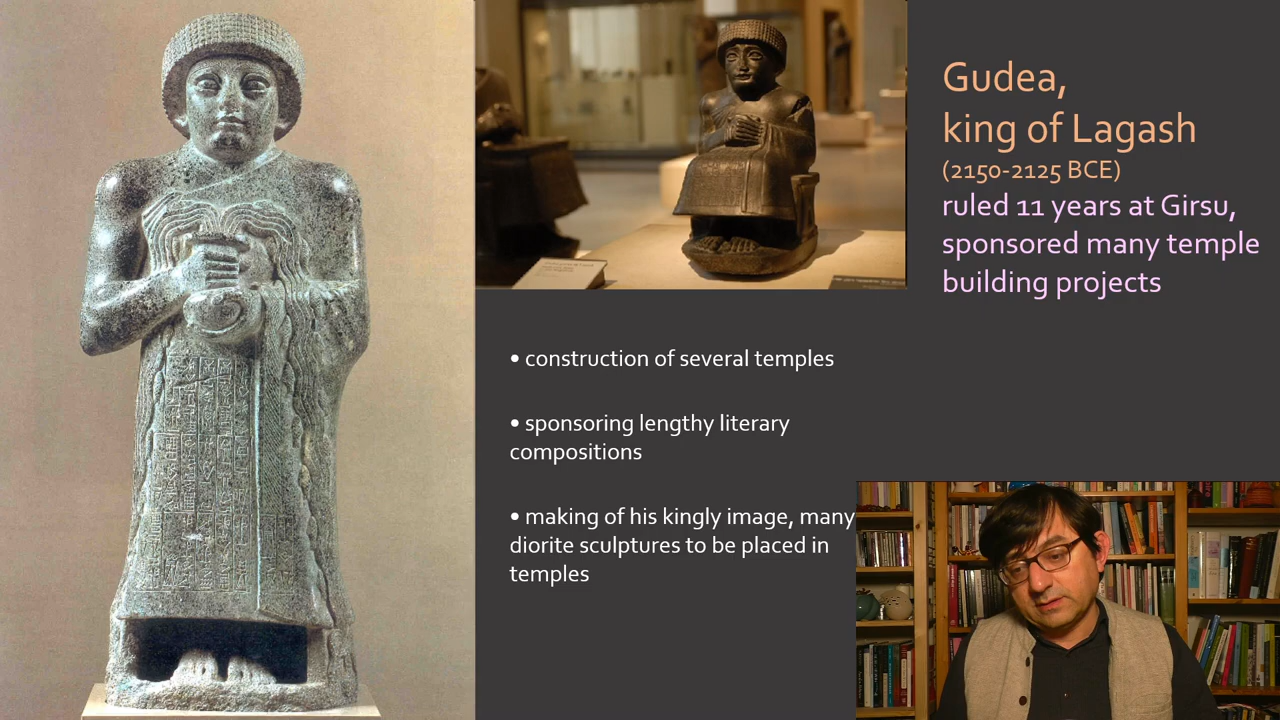 Gudea,
king of Lagash
(2150-2125 BCE)
ruled 11 years at Girsu,
sponsored many temple
building projects
• construction of several temples
• sponsoring lengthy literary
compositions
• making of his kingly image, many
diorite sculptures to be placed in
temples